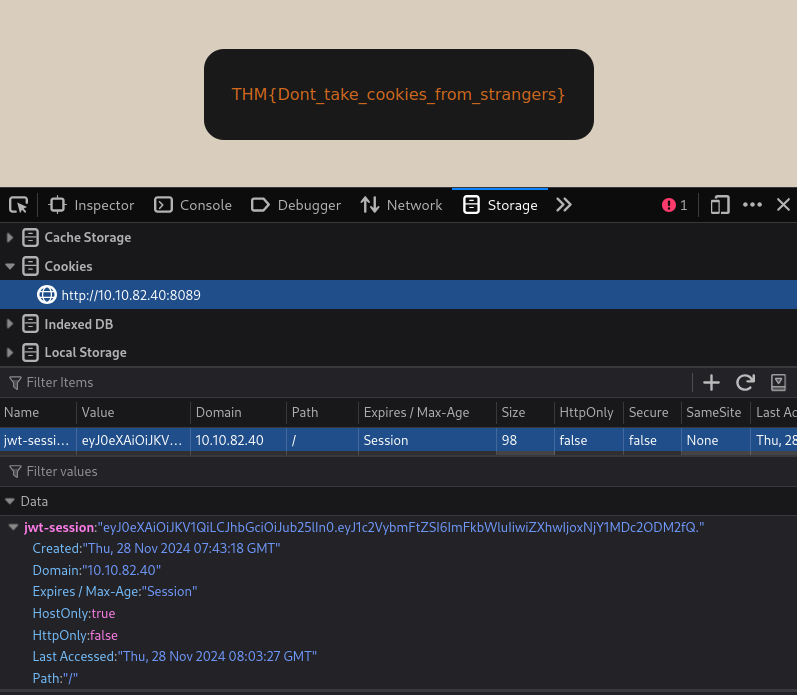 THM{Dont_take_cookies_from_strangers}
Inspector Console Debugger Network Storage 1
Cache Storage
Cookies
http://10.10.82.40:8089
Indexed DB
Local Storage
Filter Items
Name Value Domain Path Expires / Max-Age Size HttpOnly Secure SameSite Last Ac
jwt-sessi... eyJ0eXAiOiJKV... 10.10.82.40 / Session 98 false false None Thu, 28
Filter values
Data
jwt-session:"eyJ0eXAiOiJKV1QiLCJhbGciOiJub25lIn0.eyJ1c2VybmFtZSI6ImFkbWluIiwiZXhwIjoxNjY1MDc2ODM2fQ."
Created:"Thu, 28 Nov 2024 07:43:18 GMT"
Domain:"10.10.82.40"
Expires / Max-Age:"Session"
HostOnly:true
HttpOnly:false
Last Accessed:"Thu, 28 Nov 2024 08:03:27 GMT"
Path:"/"